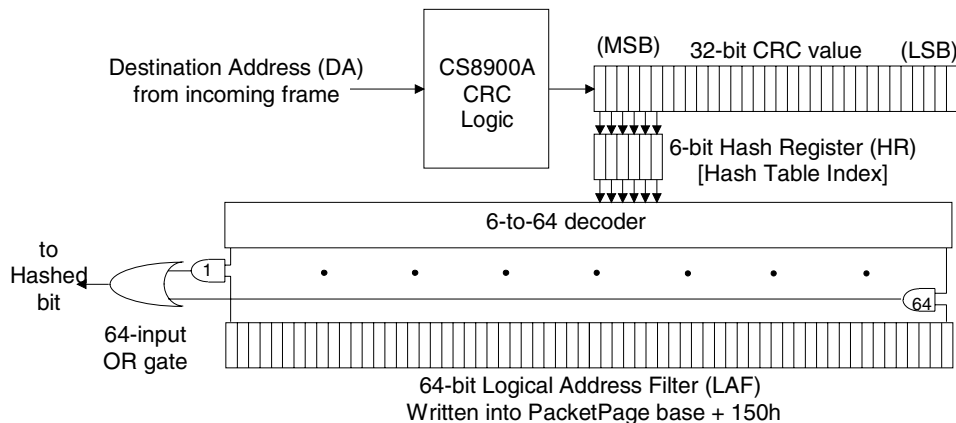 (MSB) 32-bit CRC value (LSB)
Destination Address (DA)
from incoming frame
CS8900A
CRC
Logic
6-bit Hash Register (HR)
[Hash Table Index]
6-to-64 decoder
to
Hashed
bit
1
64
64-input
OR gate
64-bit Logical Address Filter (LAF)
Written into PacketPage base + 150h